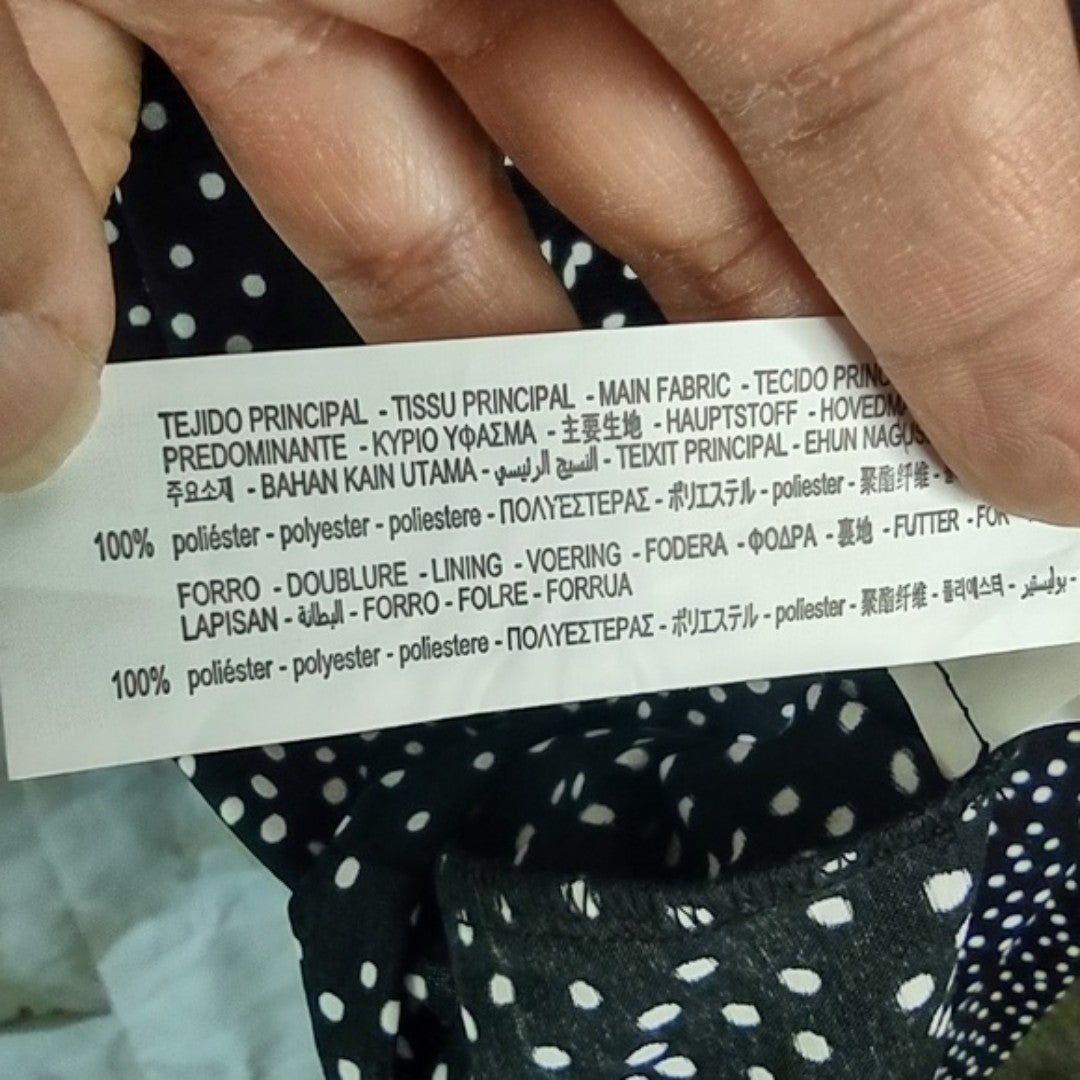 TEJIDO PRINCIPAL - TISSU PRINCIPAL - MAIN FABRIC - TECIDO
PREDOMINANTE - ΚΥΡΙΟ ΥΦΑΣΜΑ - 主要生地 - HAUPTSTOFF -
주요소재 - BAHAN KAIN UTAMA - النسيج الرئيسي - TEIXIT PRINCIPAL - EHUN
100% poliéster - polyester - poliestere - ΠΟΛΥΕΣΤΕΡΑΣ - ポリエステル - poliester - 聚酯纤维 -
FORRO - DOUBLURE - LINING - VOERING - FODERA - ΦΟΔΡΑ - 裏地 - FUTTER -
LAPISAN - البطانة - FORRO - FOLRE - FORRUA
100% poliéster - polyester - poliestere - ΠΟΛΥΕΣΤΕΡΑΣ - ポリエステル - poliester - 聚酯纤维 - 폴리에스터 - بوليستير -